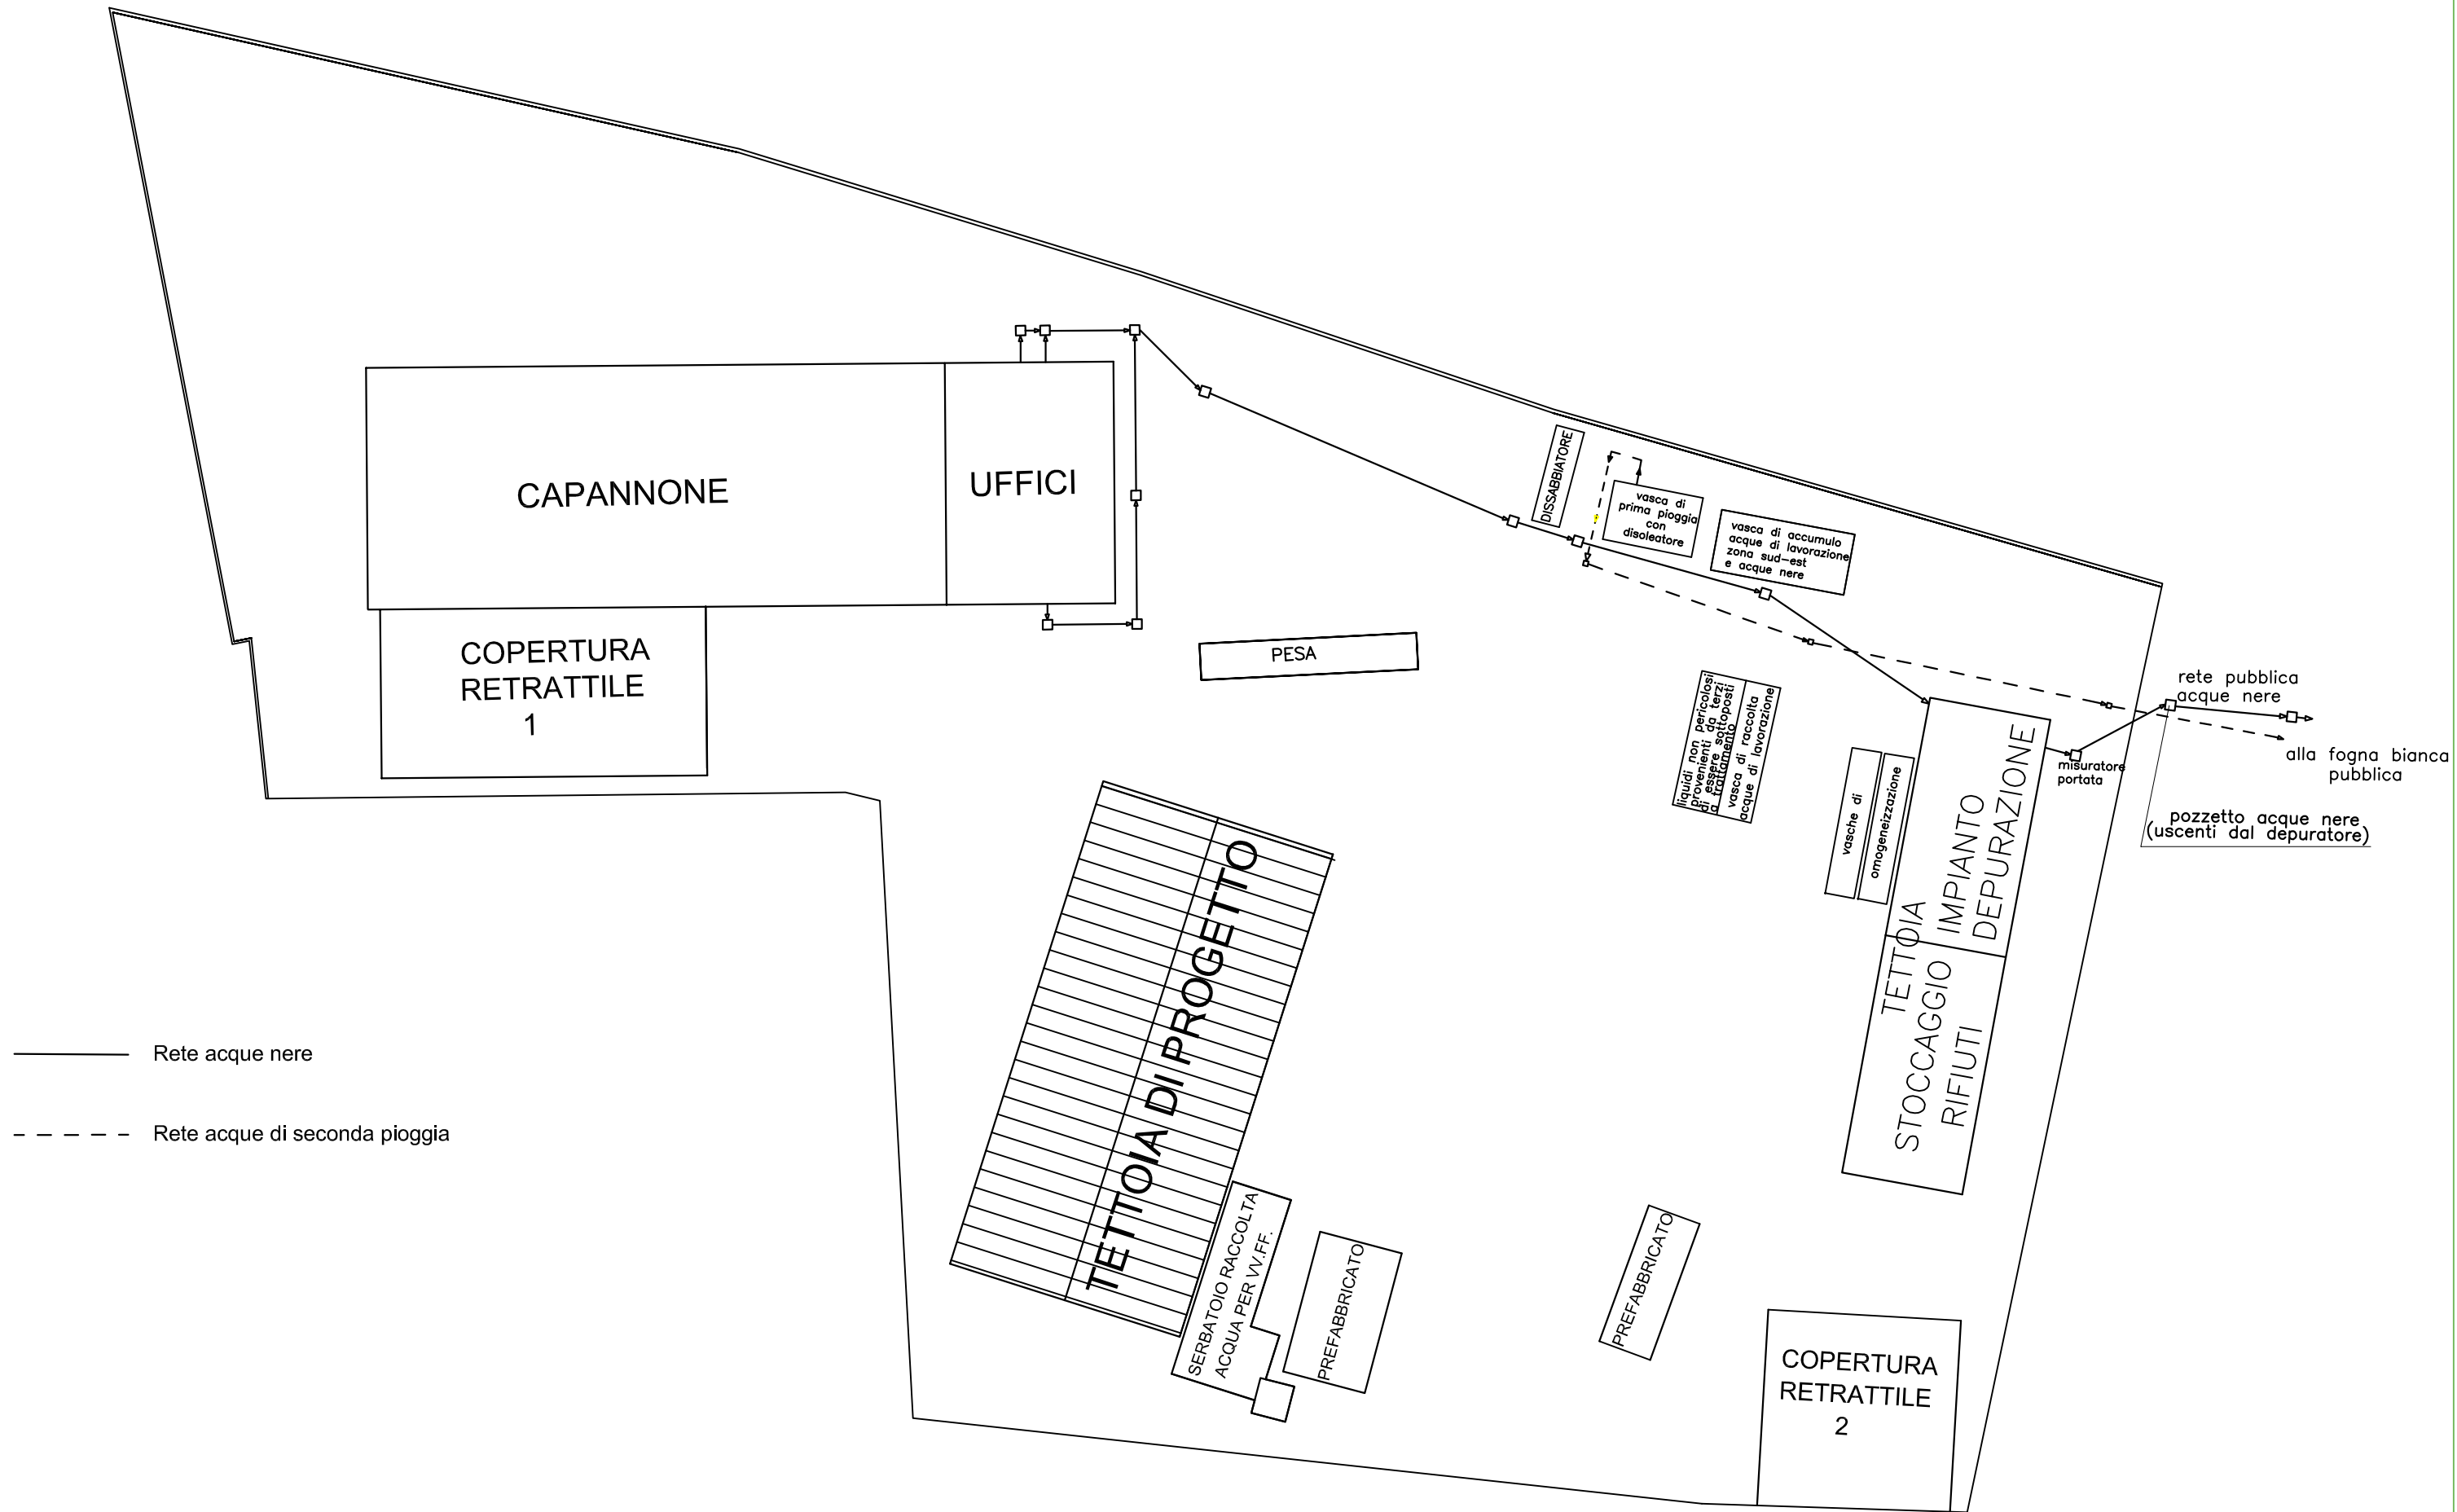 CAPANNONE
UFFICI
COPERTURA
RETRATTILE
1
PESA
DISSABBIATORE
vasca di
prima pioggia
con
disoleatore
vasca di accumulo
acque di lavorazione
zona sud-est
e acque nere
liquidi non pericolosi
provenienti da terzi
di essere sottoposti
a trattamento
vasca di raccolta
acque di lavorazione
vasche di
omogeneizzazione
IMPIANTO
DEPURAZIONE
TETTOIA
STOCCAGGIO
RIFIUTI
misuratore
portata
rete pubblica
acque nere
alla fogna bianca
pubblica
pozzetto acque nere
(uscenti dal depuratore)
TETTOIA DI PROGETTO
SERBATOIO RACCOLTA
ACQUA PER VV.FF.
PREFABBRICATO
PREFABBRICATO
COPERTURA
RETRATTILE
2
Rete acque nere
Rete acque di seconda pioggia